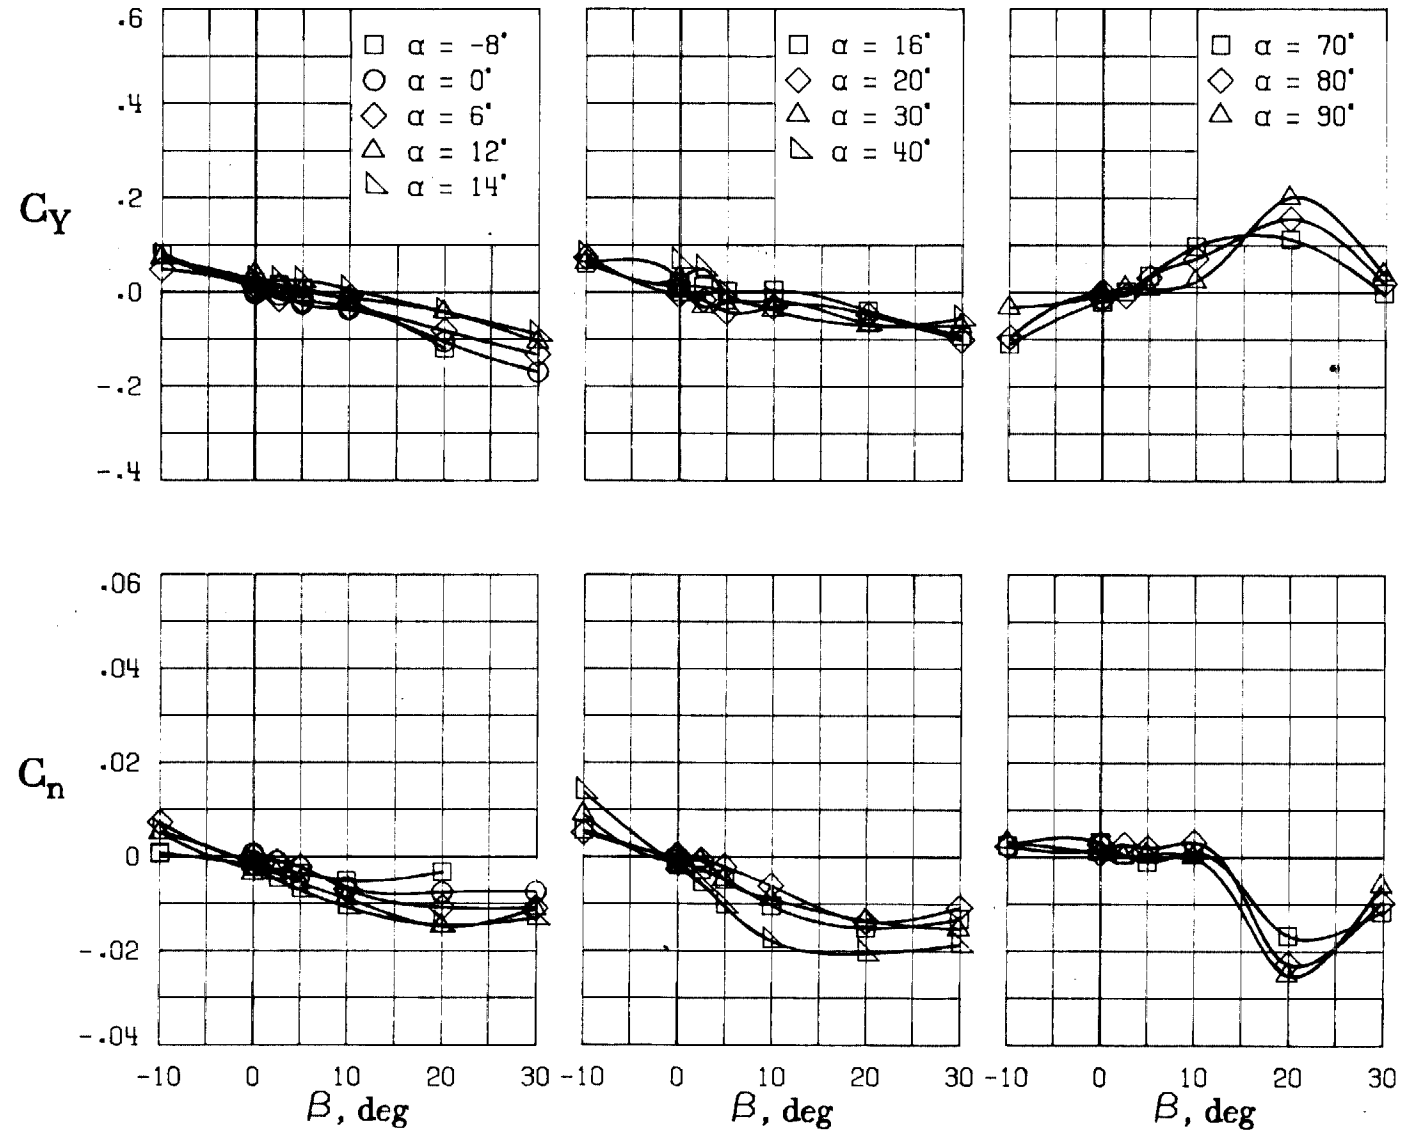 .6
.4
.2
.0
-.2
-.4
C_Y
α = -8°
α = 0°
α = 6°
α = 12°
α = 14°
α = 16°
α = 20°
α = 30°
α = 40°
α = 70°
α = 80°
α = 90°
.06
.04
.02
0
-.02
-.04
C_n
-10 0 10 20 30
-10 0 10 20 30
-10 0 10 20 30
β, deg
β, deg
β, deg